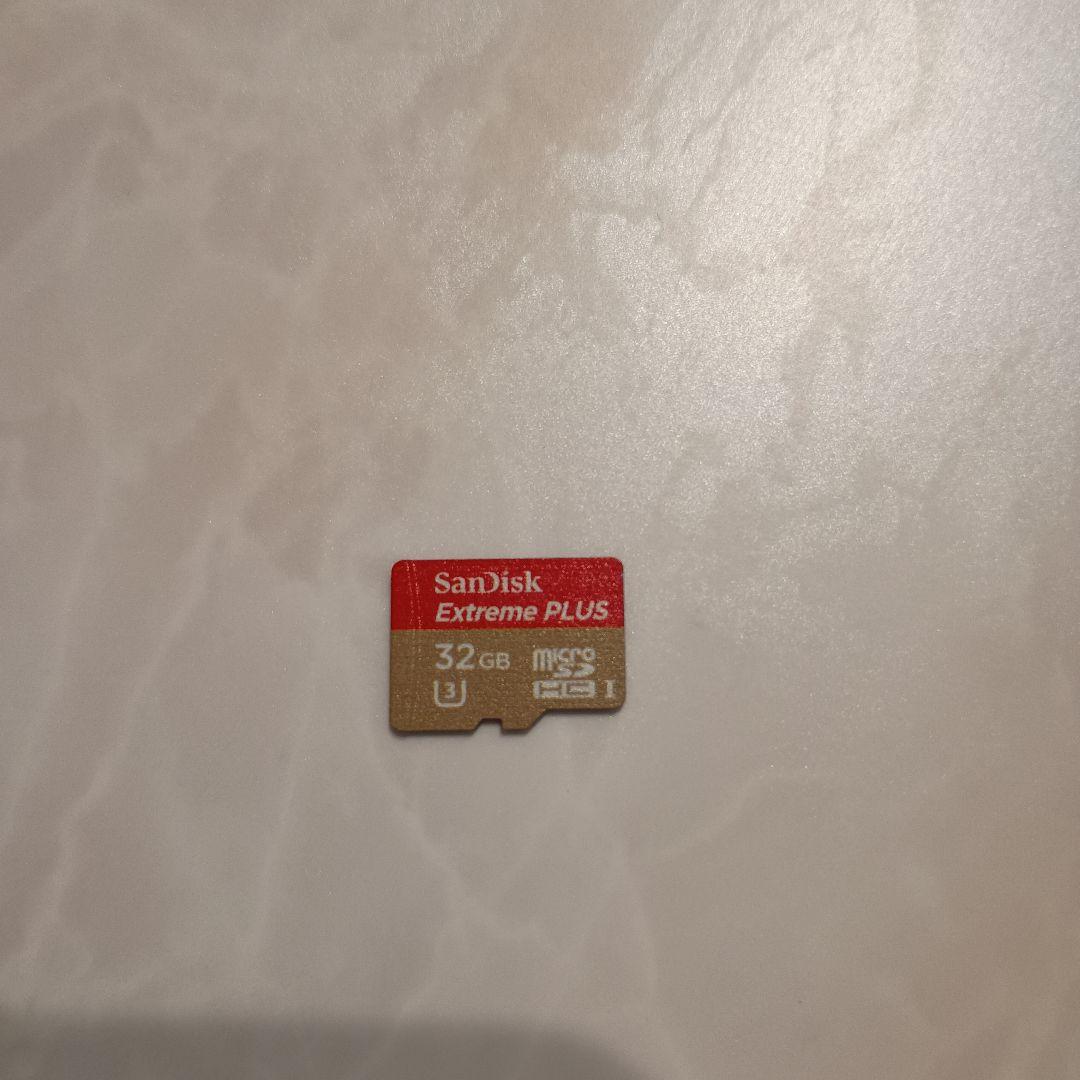 SanDisk
Extreme PLUS
32GB
micro
SD
HC I
3